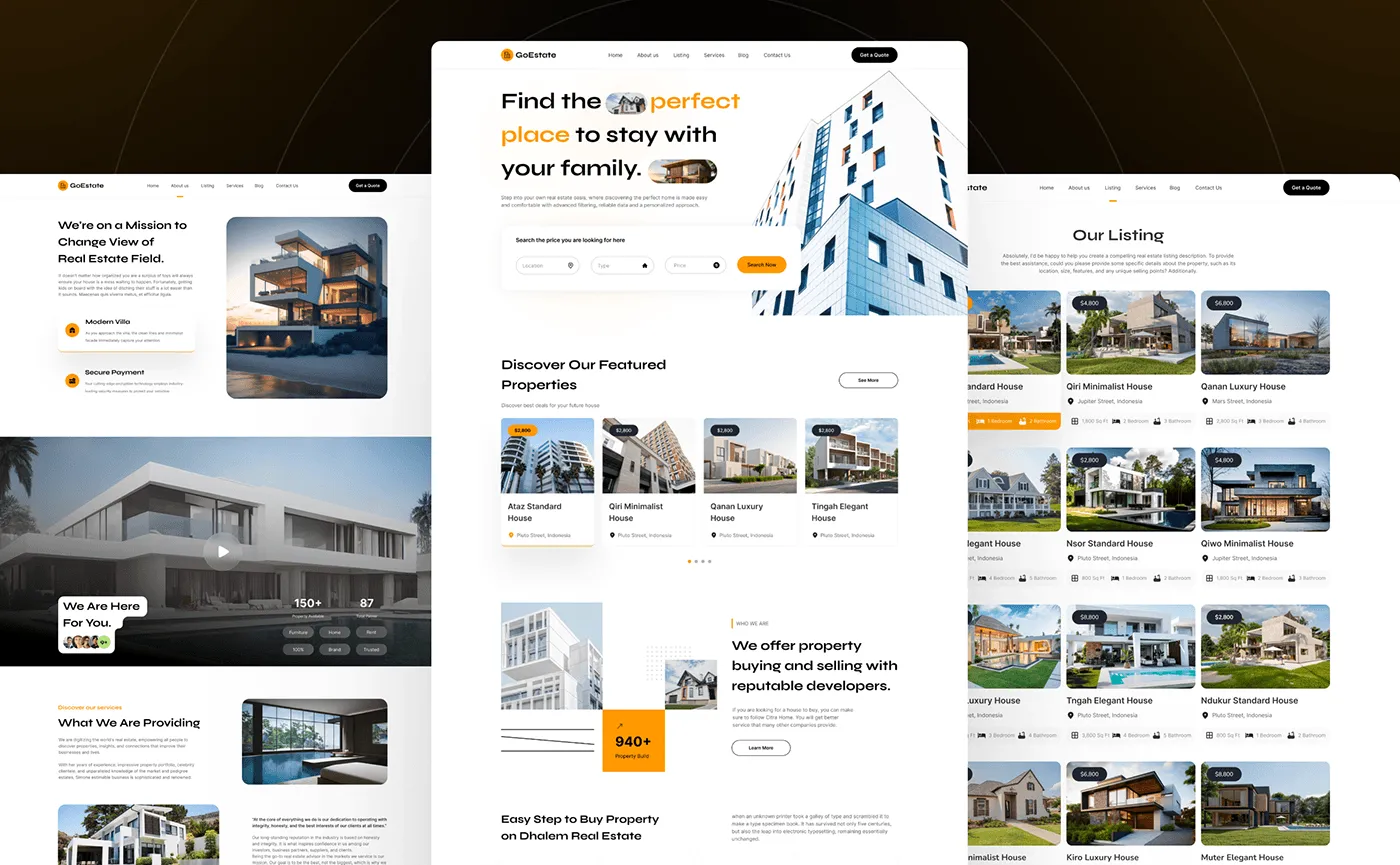 GoEstate
Home About us Listing Services Blog Contact Us
Get a Quote
We're on a Mission to
Change View of
Real Estate Field.
It doesn't matter how organized you are a surplus of toys will always
ensure your house is a mess waiting to happen. Fortunately, getting
kids on board with the idea of ditching their stuff is a lot easier than
it sounds. Maecenas quis viverra metus, et efficitur ligula.
Modern Villa
As you approach the villa, the clean lines and minimalist
facade immediately capture your attention
Secure Payment
We Are Here
For You.
150+
87
Furniture Home Rent
100% Brand Trusted
Discover our services
What We Are Providing
We are digitizing the world's real estate, empowering all people to
discover properties, insights, and connections that improve their
businesses and lives.
With her years of experience, impressive property portfolio, celebrity
clientele, and unparalleled knowledge of the market and pedigree
estates, Simone estimable business is sophisticated and renowned.
"At the core of everything we do is our dedication to operating with
integrity, honesty, and the best interests of our clients at all times."
Our long-standing reputation in the industry is based on honesty
and integrity. It is what inspires confidence in us among our
investors, business partners, suppliers, and clients.
Being the go-to real estate advisor in the markets we service is our
mission. Our goal is to be the best, not the biggest, which is why we
GoEstate
Home About us Listing Services Blog Contact Us
Get a Quote
Find the perfect
place to stay with
your family.
Step into your own real estate oasis, where discovering the perfect home is made easy
and comfortable with advanced filtering, reliable data and a personalized approach.
Search the price you are looking for here
Location Type Price Search Now
Discover Our Featured
Properties
See More
Discover best deals for your future house
$2,800 $2,800 $2,800 $2,800
Ataz Standard
House
Pluto Street, Indonesia
Qiri Minimalist
House
Pluto Street, Indonesia
Qanan Luxury
House
Pluto Street, Indonesia
Tingah Elegant
House
Pluto Street, Indonesia
WHO WE ARE
We offer property
buying and selling with
reputable developers.
If you are looking for a house to buy, you can make
sure to follow Citra Home. You will get better
service that many other companies provide.
Learn More
940+
Property Build
Easy Step to Buy Property
on Dhalem Real Estate
when an unknown printer took a galley of type and scrambled it to
make a type specimen book. It has survived not only five centuries,
but also the leap into electronic typesetting, remaining essentially
unchanged.
state
Home About us Listing Services Blog Contact Us
Get a Quote
Our Listing
Absolutely, I'd be happy to help you create a compelling real estate listing description. To provide
the best assistance, could you please provide some specific details about the property, such as its
location, size, features, and any unique selling points? Additionally.
$4,800 $6,800
andard House Qiri Minimalist House Qanan Luxury House
eet, Indonesia Jupiter Street, Indonesia Mars Street, Indonesia
1 Bedroom 2 Bathroom 1,800 Sq Ft 2 Bedroom 3 Bathroom 3,800 Sq Ft 3 Bedroom 4 Bathroom
$2,800 $4,800
legant House Nsor Standard House Qiwo Minimalist House
eet, Indonesia Pluto Street, Indonesia Jupiter Street, Indonesia
Ft 4 Bedroom 5 Bathroom 800 Sq Ft 1 Bedroom 2 Bathroom 1,800 Sq Ft 2 Bedroom 3 Bathroom
$8,800 $2,800
uxury House Tngah Elegant House Ndukur Standard House
et, Indonesia Pluto Street, Indonesia Pluto Street, Indonesia
Ft 3 Bedroom 4 Bathroom 3,800 Sq Ft 4 Bedroom 5 Bathroom 800 Sq Ft 1 Bedroom 2 Bathroom
$6,800 $8,800
nimalist House Kiro Luxury House Muter Elegant House